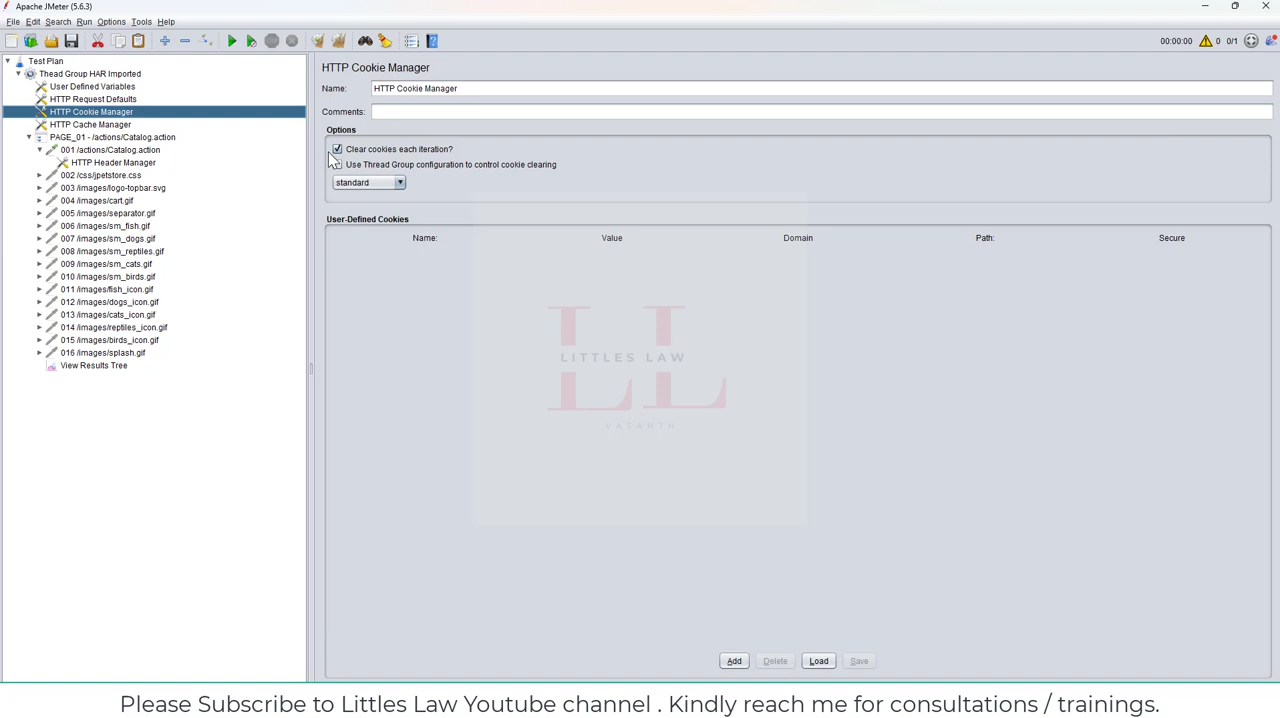 Apache JMeter (5.6.3)
File Edit Search Run Options Tools Help
00:00:00 0 0/1
Test Plan
Thead Group HAR Imported
User Defined Variables
HTTP Request Defaults
HTTP Cookie Manager
HTTP Cache Manager
PAGE_01 - /actions/Catalog.action
001 /actions/Catalog.action
HTTP Header Manager
002 /css/jpetstore.css
003 /images/logo-topbar.svg
004 /images/cart.gif
005 /images/separator.gif
006 /images/sm_fish.gif
007 /images/sm_dogs.gif
008 /images/sm_reptiles.gif
009 /images/sm_cats.gif
010 /images/sm_birds.gif
011 /images/fish_icon.gif
012 /images/dogs_icon.gif
013 /images/cats_icon.gif
014 /images/reptiles_icon.gif
015 /images/birds_icon.gif
016 /images/splash.gif
View Results Tree
HTTP Cookie Manager
Name: HTTP Cookie Manager
Comments:
Options
Clear cookies each iteration?
Use Thread Group configuration to control cookie clearing
standard
User-Defined Cookies
Name: Value Domain Path: Secure
LITTLES LAW
LL
VASANTH
Add Delete Load Save
Please Subscribe to Littles Law Youtube channel . Kindly reach me for consultations / trainings.